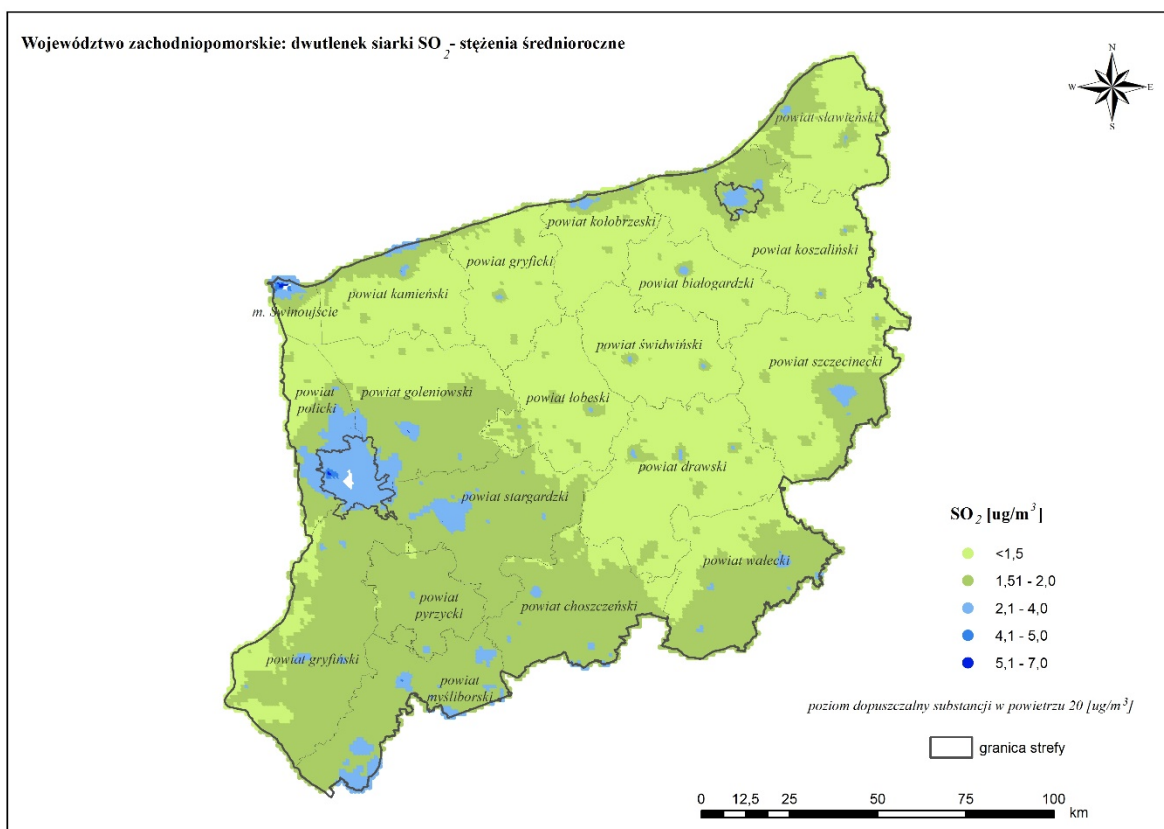 Województwo zachodniopomorskie: dwutlenek siarki SO2- stężenia średnioroczne
N
W E
S
powiat sławieński
powiat kołobrzeski
powiat koszaliński
powiat gryficki
powiat białogardzki
powiat kamieński
m. Świnoujście
powiat świdwiński
powiat szczecinecki
powiat
policki
powiat goleniowski
powiat łobeski
powiat drawski
powiat stargardzki
powiat wałecki
powiat
pyrzycki
powiat choszczeński
powiat gryfiński
powiat
myśliborski
SO2 [ug/m3]
<1,5
1,51 - 2,0
2,1 - 4,0
4,1 - 5,0
5,1 - 7,0
poziom dopuszczalny substancji w powietrzu 20 [ug/m3]
granica strefy
0 12,5 25 50 75 100
km